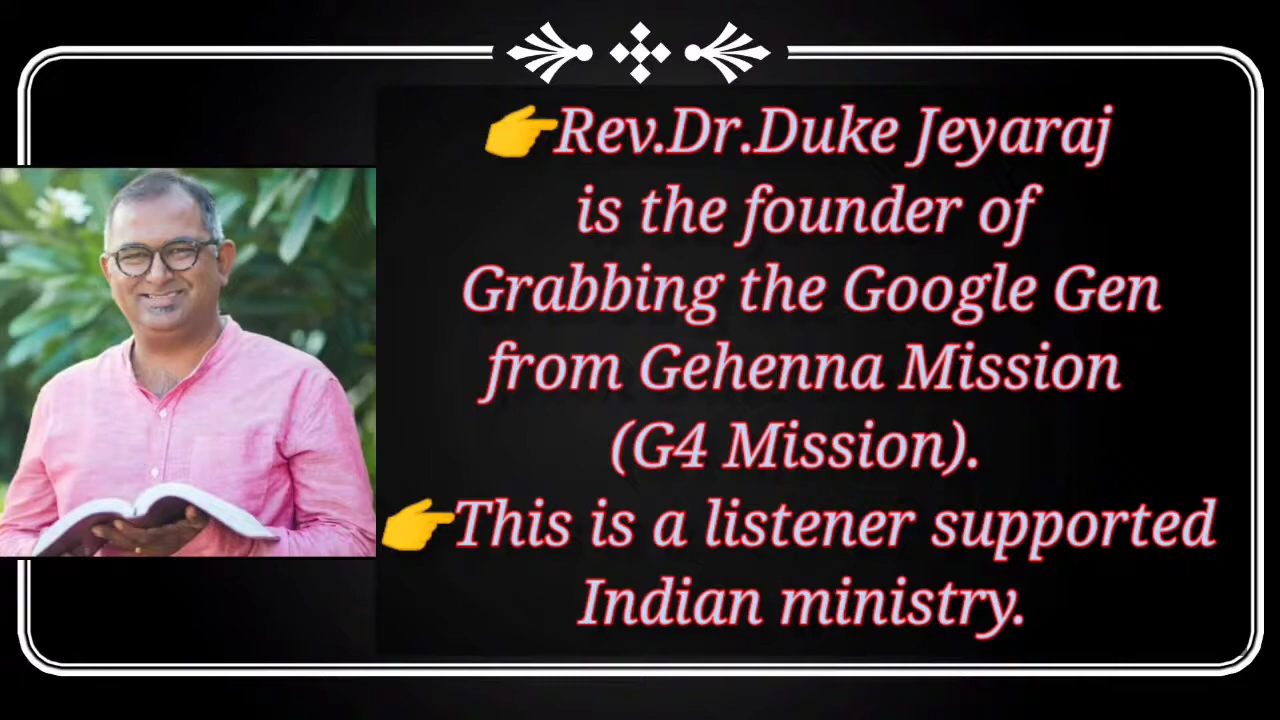 👉Rev.Dr.Duke Jeyaraj
is the founder of
Grabbing the Google Gen
from Gehenna Mission
(G4 Mission).
👉This is a listener supported
Indian ministry.